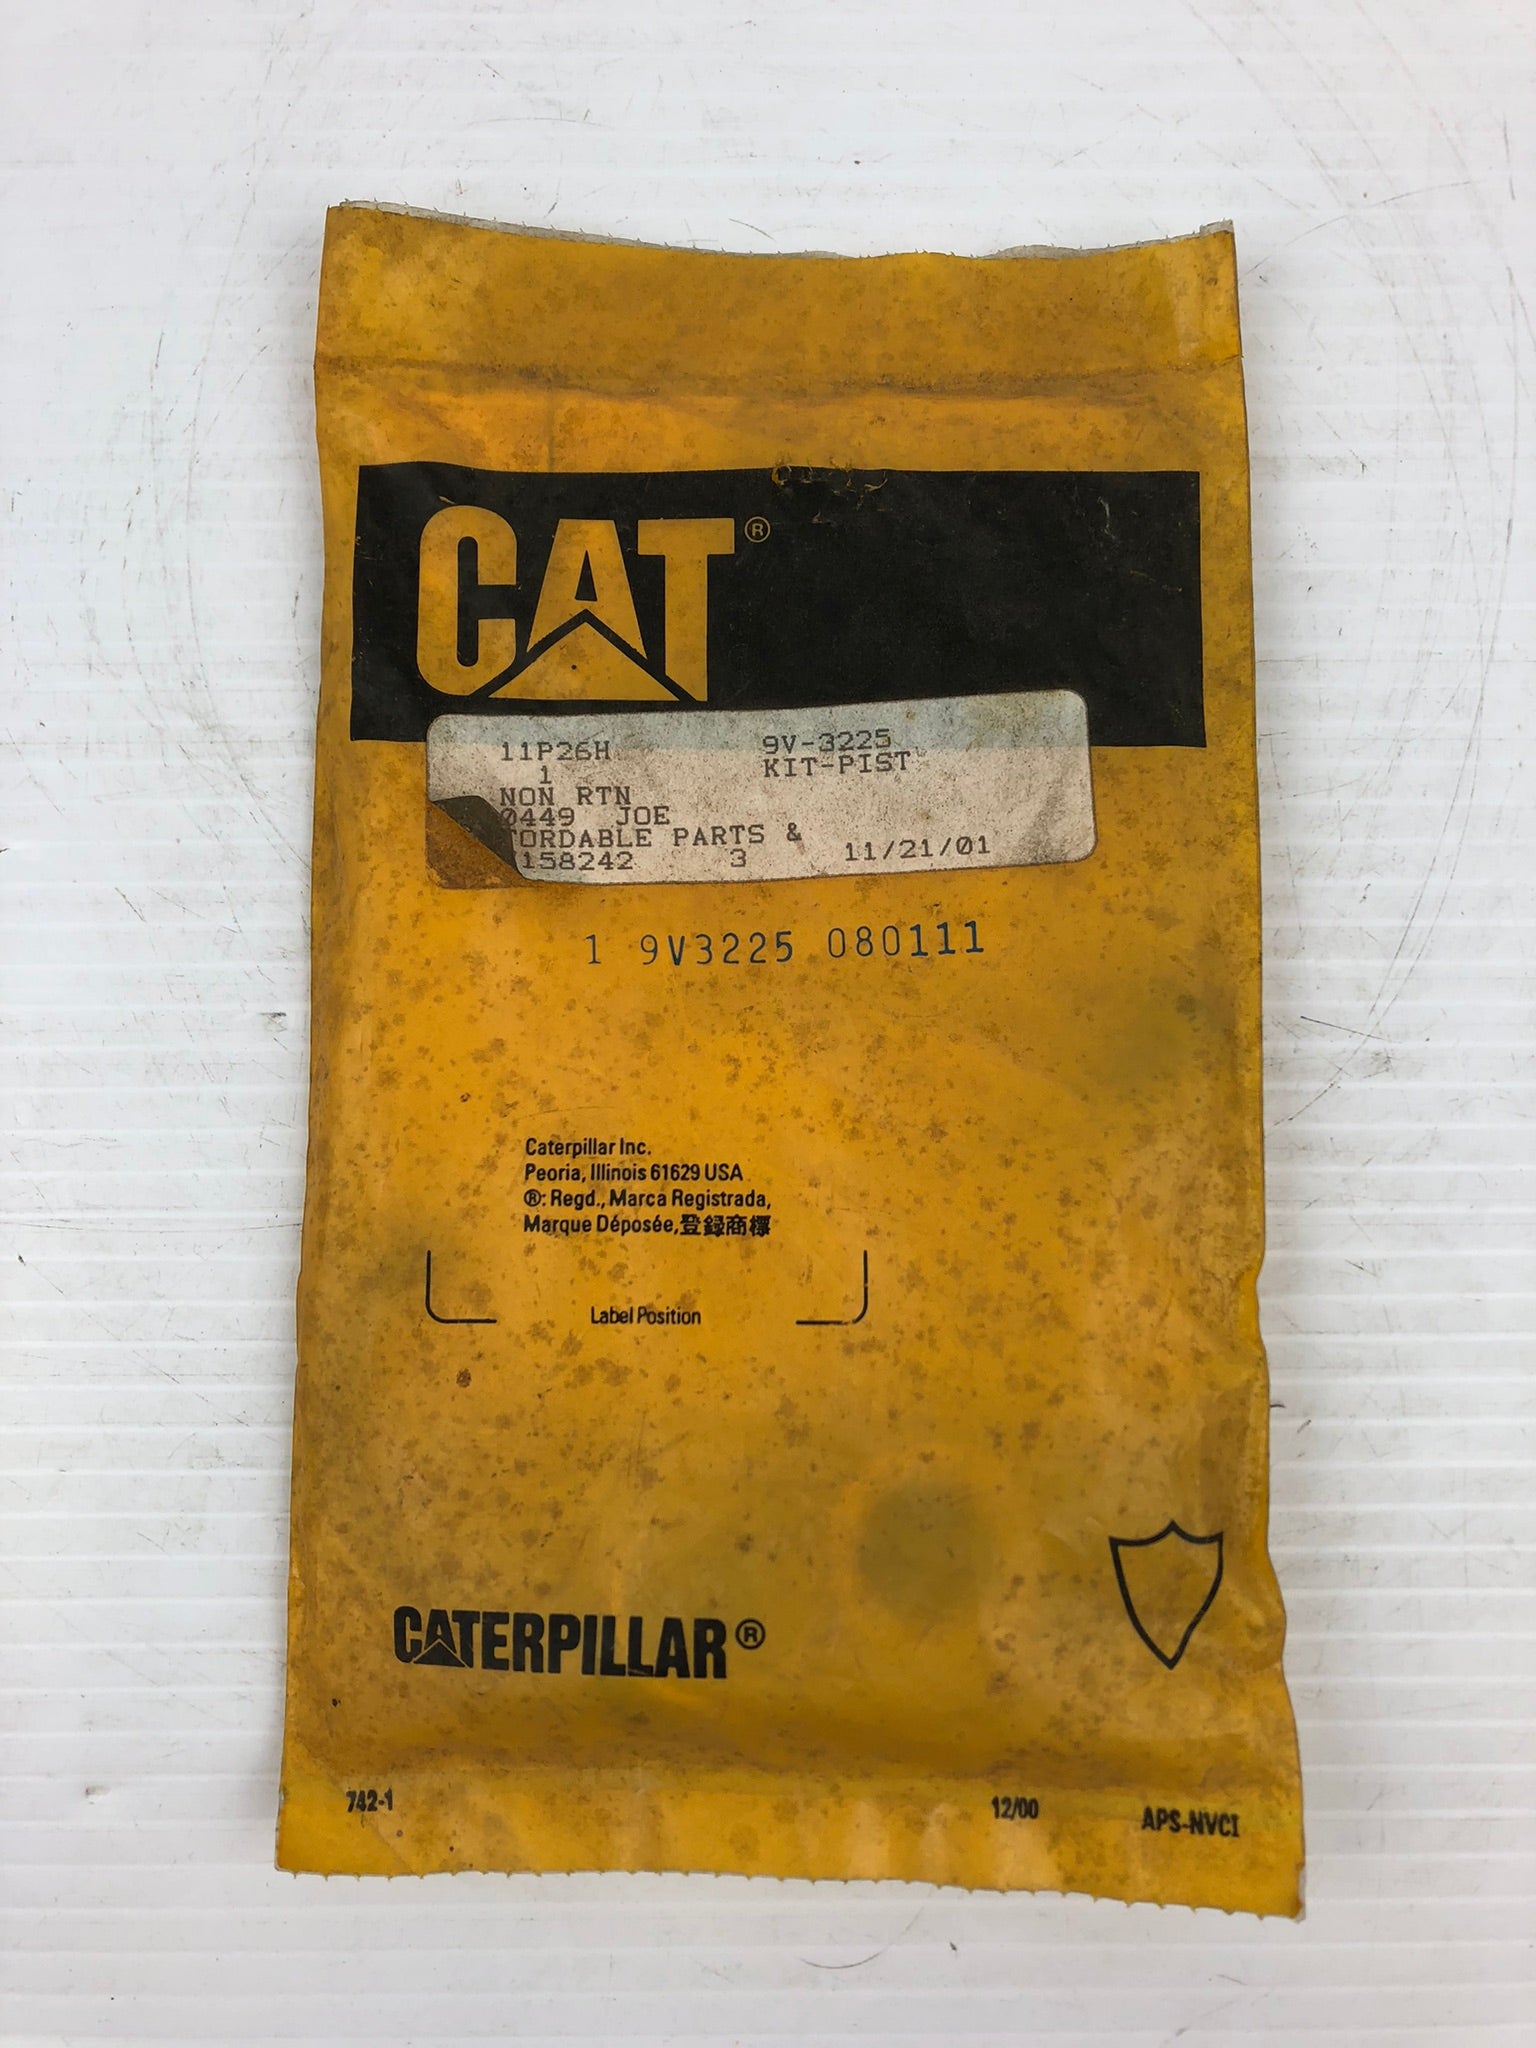 CAT®
11P26H 9V-3225
1 KIT-PIST
NON RTN
0449 JOE
TORDABLE PARTS &
158242 3 11/21/01
1 9V3225 080111
Caterpillar Inc.
Peoria, Illinois 61629 USA
®: Regd., Marca Registrada,
Marque Déposée,登録商標
Label Position
CATERPILLAR®
742-1 12/00 APS-NVCI